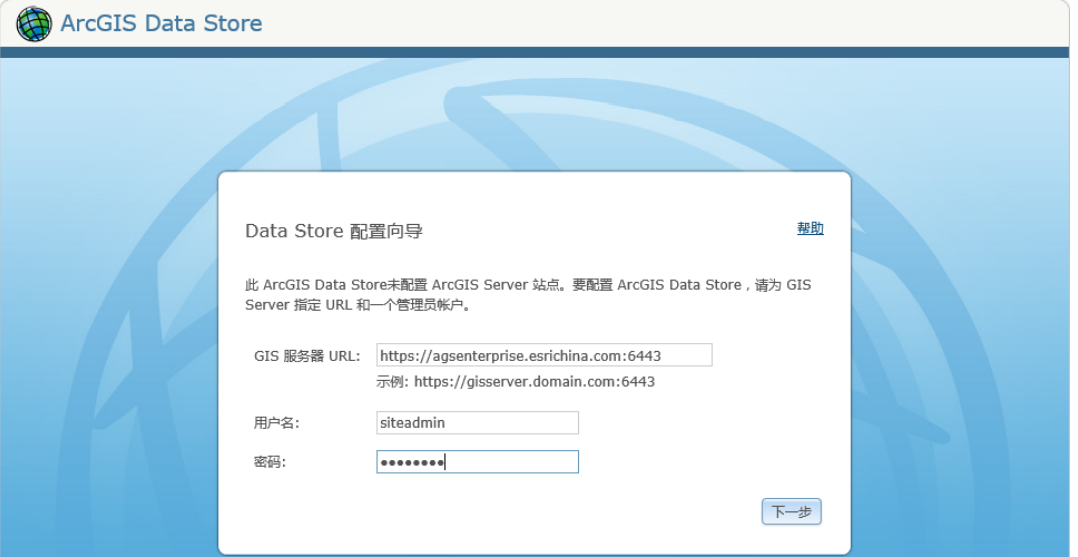 ArcGIS Data Store
Data Store 配置向导
帮助
此 ArcGIS Data Store未配置 ArcGIS Server 站点。要配置 ArcGIS Data Store，请为 GIS
Server 指定 URL 和一个管理员帐户。
GIS 服务器 URL: https://agsenterprise.esrichina.com:6443
示例: https://gisserver.domain.com:6443
用户名: siteadmin
密码: ●●●●●●●●
下一步